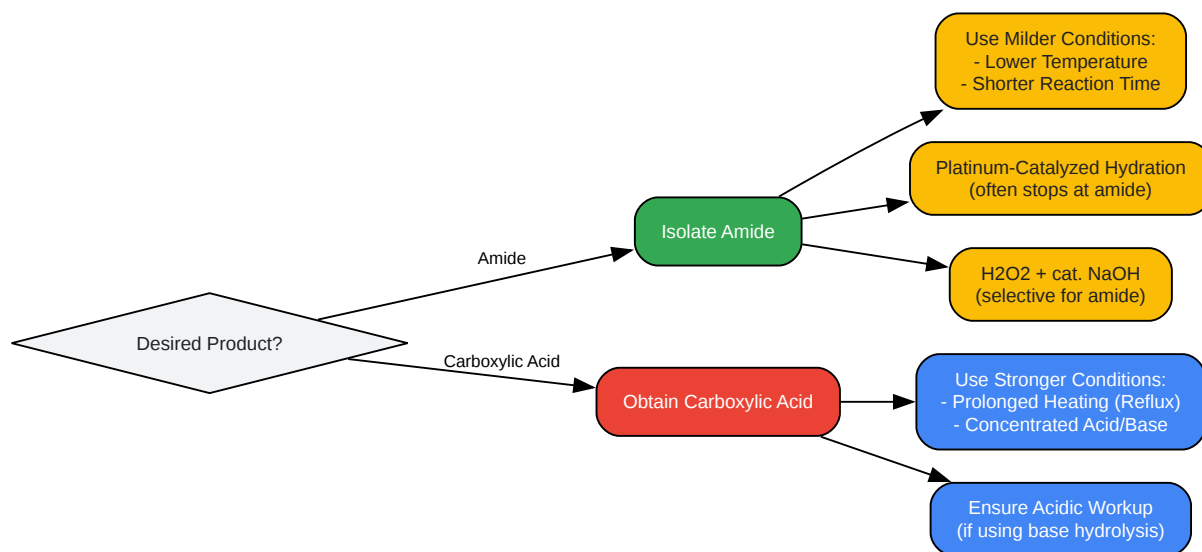 Use Milder Conditions:
- Lower Temperature
- Shorter Reaction Time
Platinum-Catalyzed Hydration
(often stops at amide)
Isolate Amide
Amide
H2O2 + cat. NaOH
(selective for amide)
Desired Product?
Carboxylic Acid
Obtain Carboxylic Acid
Use Stronger Conditions:
- Prolonged Heating (Reflux)
- Concentrated Acid/Base
Ensure Acidic Workup
(if using base hydrolysis)